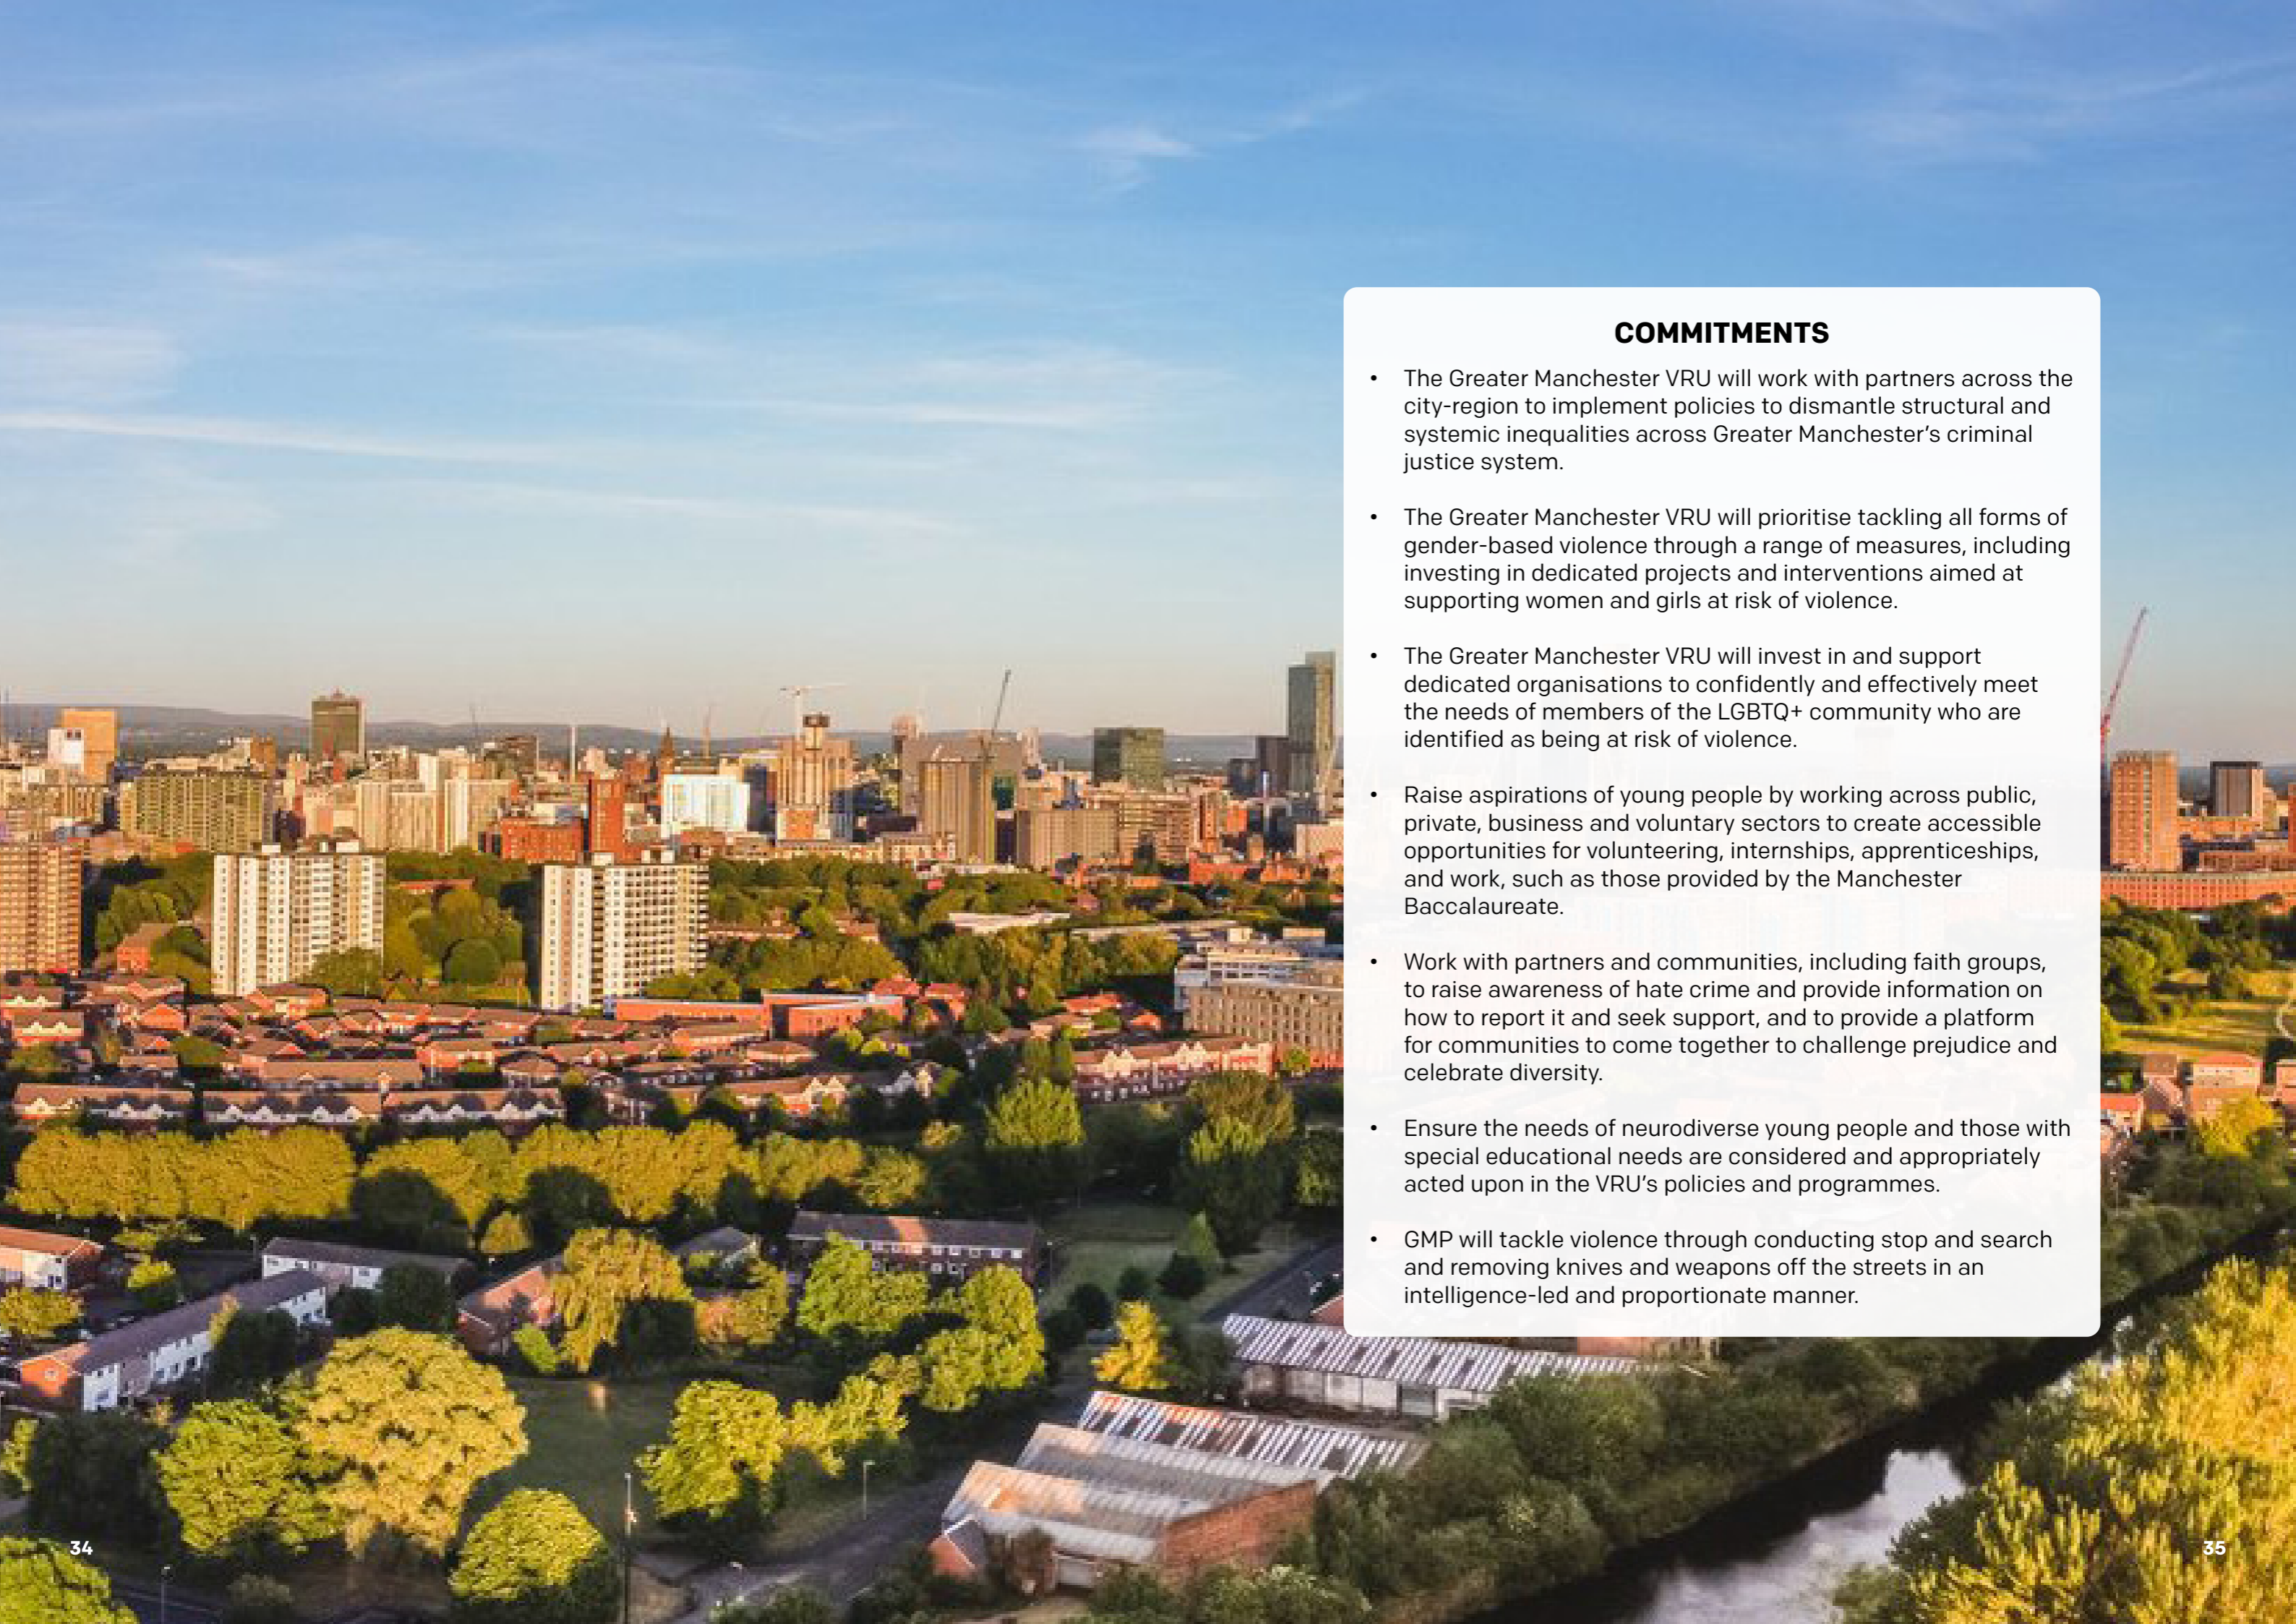 COMMITMENTS
• The Greater Manchester VRU will work with partners across the
city-region to implement policies to dismantle structural and
systemic inequalities across Greater Manchester’s criminal
justice system.
• The Greater Manchester VRU will prioritise tackling all forms of
gender-based violence through a range of measures, including
investing in dedicated projects and interventions aimed at
supporting women and girls at risk of violence.
• The Greater Manchester VRU will invest in and support
dedicated organisations to confidently and effectively meet
the needs of members of the LGBTQ+ community who are
identified as being at risk of violence.
• Raise aspirations of young people by working across public,
private, business and voluntary sectors to create accessible
opportunities for volunteering, internships, apprenticeships,
and work, such as those provided by the Manchester
Baccalaureate.
• Work with partners and communities, including faith groups,
to raise awareness of hate crime and provide information on
how to report it and seek support, and to provide a platform
for communities to come together to challenge prejudice and
celebrate diversity.
• Ensure the needs of neurodiverse young people and those with
special educational needs are considered and appropriately
acted upon in the VRU’s policies and programmes.
• GMP will tackle violence through conducting stop and search
and removing knives and weapons off the streets in an
intelligence-led and proportionate manner.
34
35